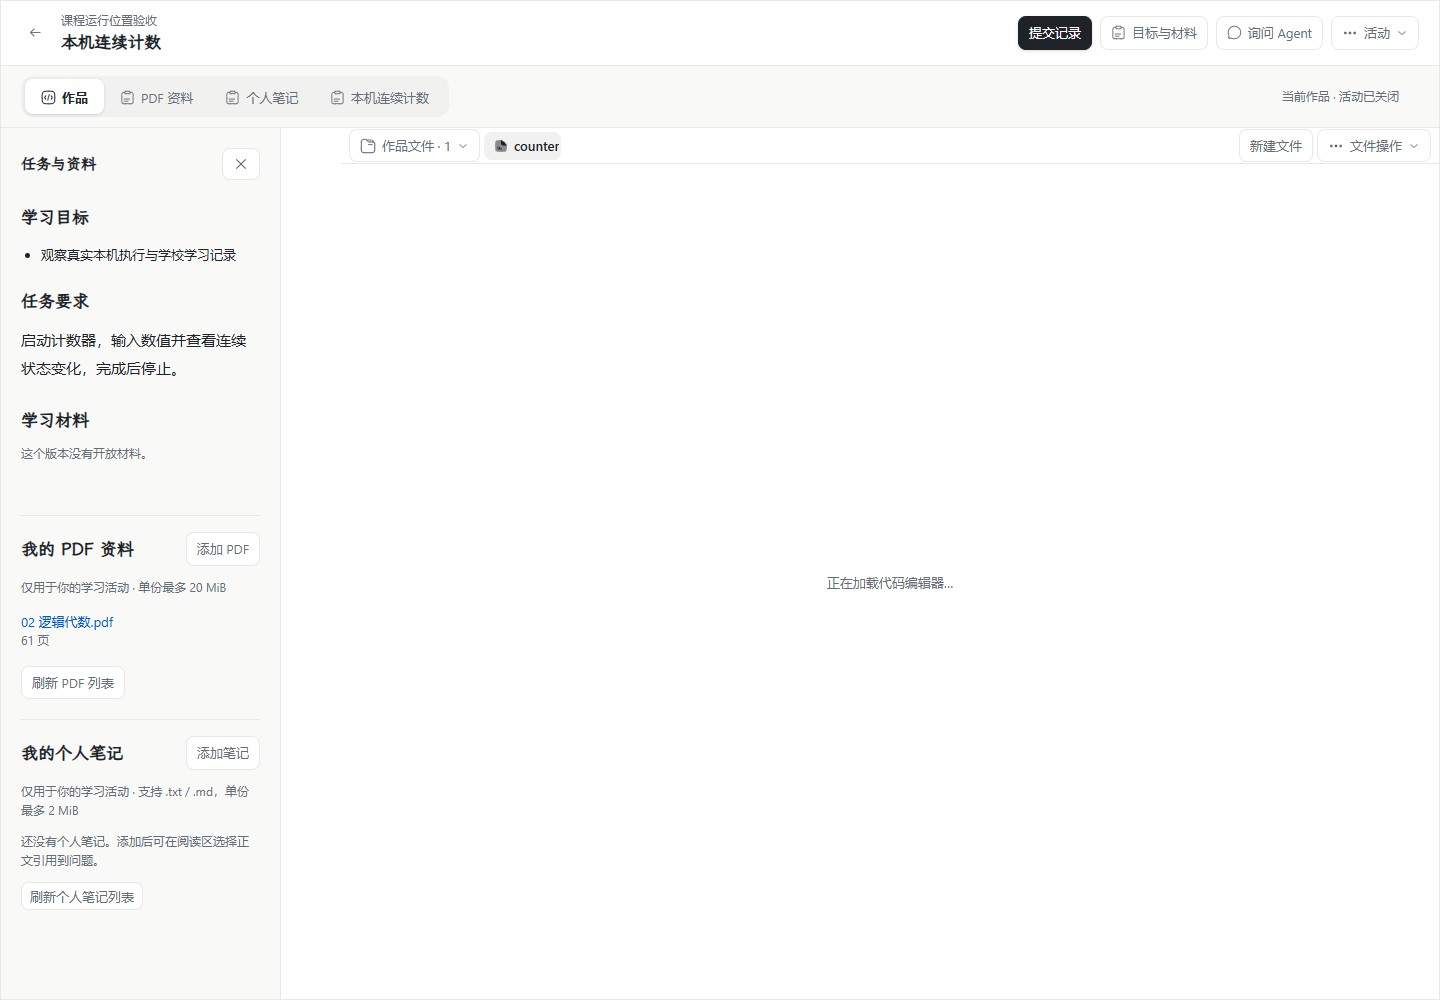 课程运行位置验收
本机连续计数
提交记录
目标与材料
询问 Agent
活动
作品
PDF 资料
个人笔记
本机连续计数
当前作品 · 活动已关闭
任务与资料
作品文件 · 1
counter
新建文件
文件操作
学习目标
观察真实本机执行与学校学习记录
任务要求
启动计数器，输入数值并查看连续
状态变化，完成后停止。
学习材料
这个版本没有开放材料。
我的 PDF 资料
添加 PDF
仅用于你的学习活动 · 单份最多 20 MiB
02 逻辑代数.pdf
61 页
刷新 PDF 列表
正在加载代码编辑器...
我的个人笔记
添加笔记
仅用于你的学习活动 · 支持 .txt / .md，单份
最多 2 MiB
还没有个人笔记。添加后可在阅读区选择正
文引用到问题。
刷新个人笔记列表